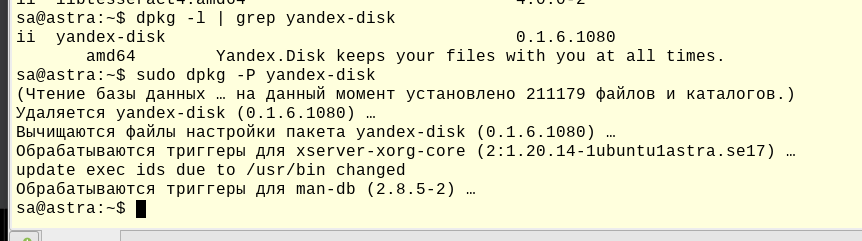 ii  libtesseract4:amd64                        4.0.0-2
sa@astra:~$ dpkg -l | grep yandex-disk
ii  yandex-disk                                   0.1.6.1080
       amd64        Yandex.Disk keeps your files with you at all times.
sa@astra:~$ sudo dpkg -P yandex-disk
(Чтение базы данных … на данный момент установлено 211179 файлов и каталогов.)
Удаляется yandex-disk (0.1.6.1080) …
Вычищаются файлы настройки пакета yandex-disk (0.1.6.1080) …
Обрабатываются триггеры для xserver-xorg-core (2:1.20.14-1ubuntu1astra.se17) …
update exec ids due to /usr/bin changed
Обрабатываются триггеры для man-db (2.8.5-2) …
sa@astra:~$